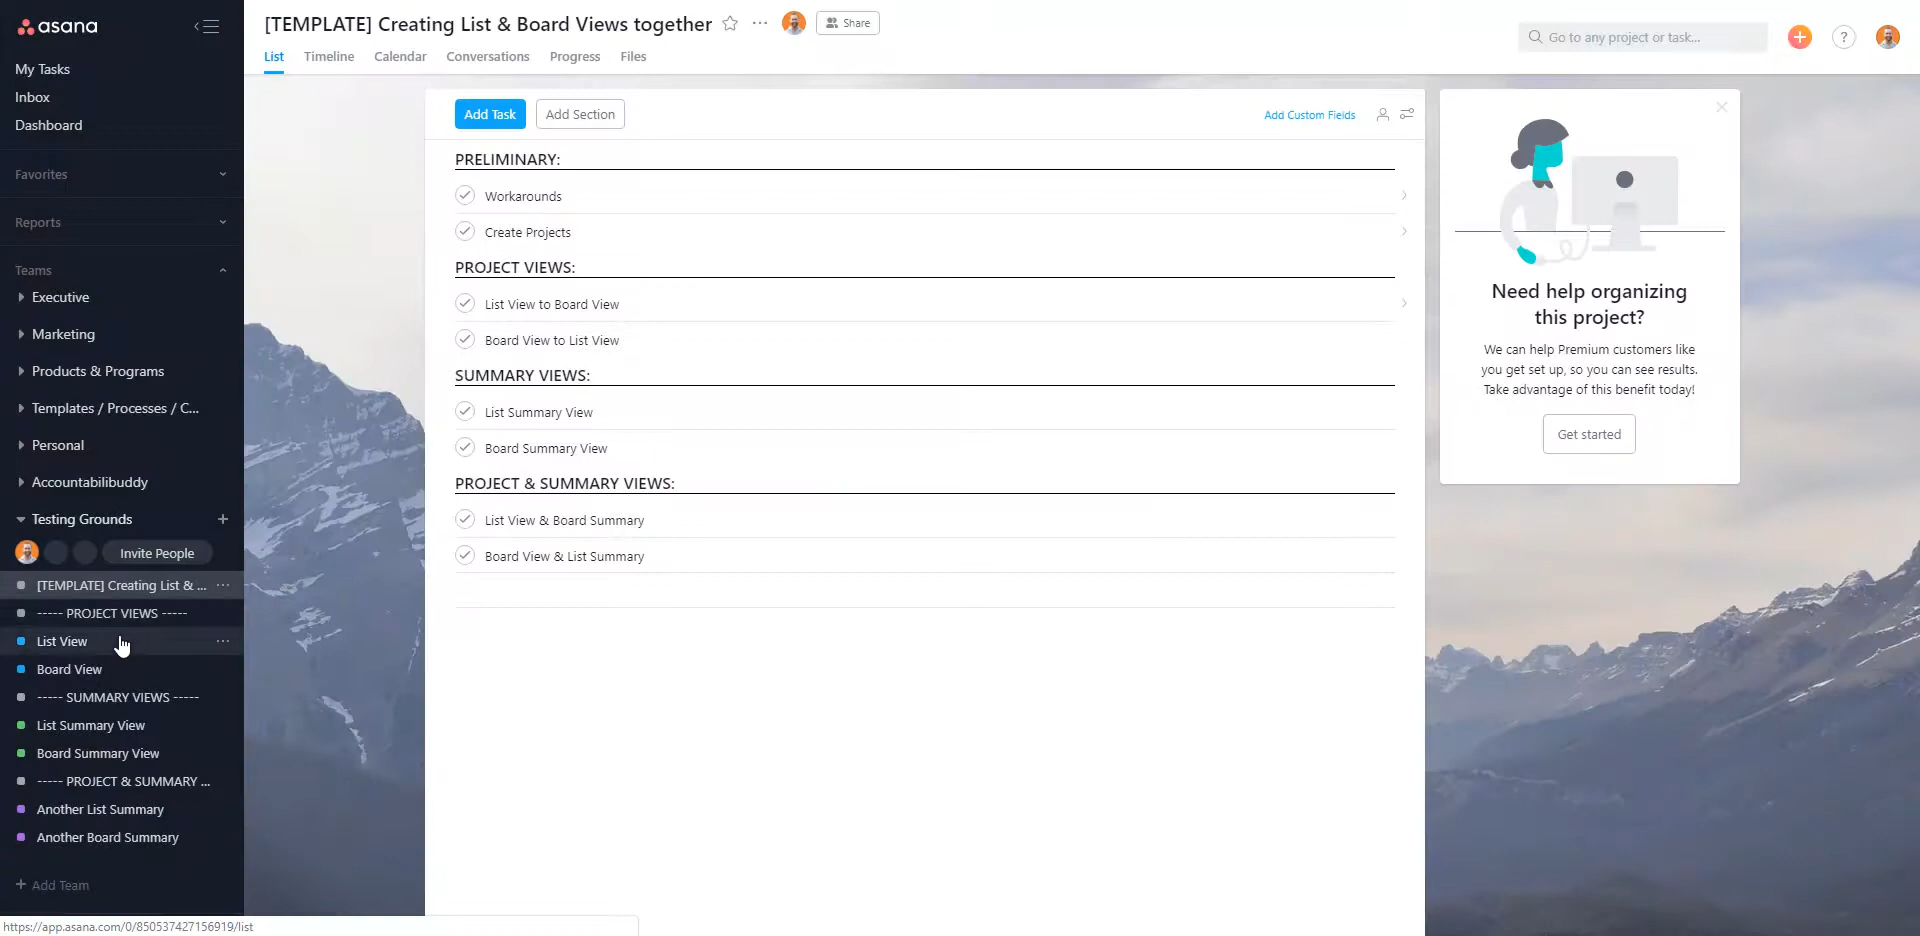 asana
My Tasks
Inbox
Dashboard
Favorites
Reports
Teams
Executive
Marketing
Products & Programs
Templates / Processes / C...
Personal
Accountabilibuddy
Testing Grounds
Invite People
[TEMPLATE] Creating List & ...
----- PROJECT VIEWS -----
List View
Board View
----- SUMMARY VIEWS -----
List Summary View
Board Summary View
----- PROJECT & SUMMARY ...
Another List Summary
Another Board Summary
+ Add Team
https://app.asana.com/0/850537427156919/list
[TEMPLATE] Creating List & Board Views together
Share
List Timeline Calendar Conversations Progress Files
Go to any project or task...
?
Add Task Add Section Add Custom Fields
PRELIMINARY:
Workarounds
Create Projects
PROJECT VIEWS:
List View to Board View
Board View to List View
SUMMARY VIEWS:
List Summary View
Board Summary View
PROJECT & SUMMARY VIEWS:
List View & Board Summary
Board View & List Summary
Need help organizing
this project?
We can help Premium customers like
you get set up, so you can see results.
Take advantage of this benefit today!
Get started